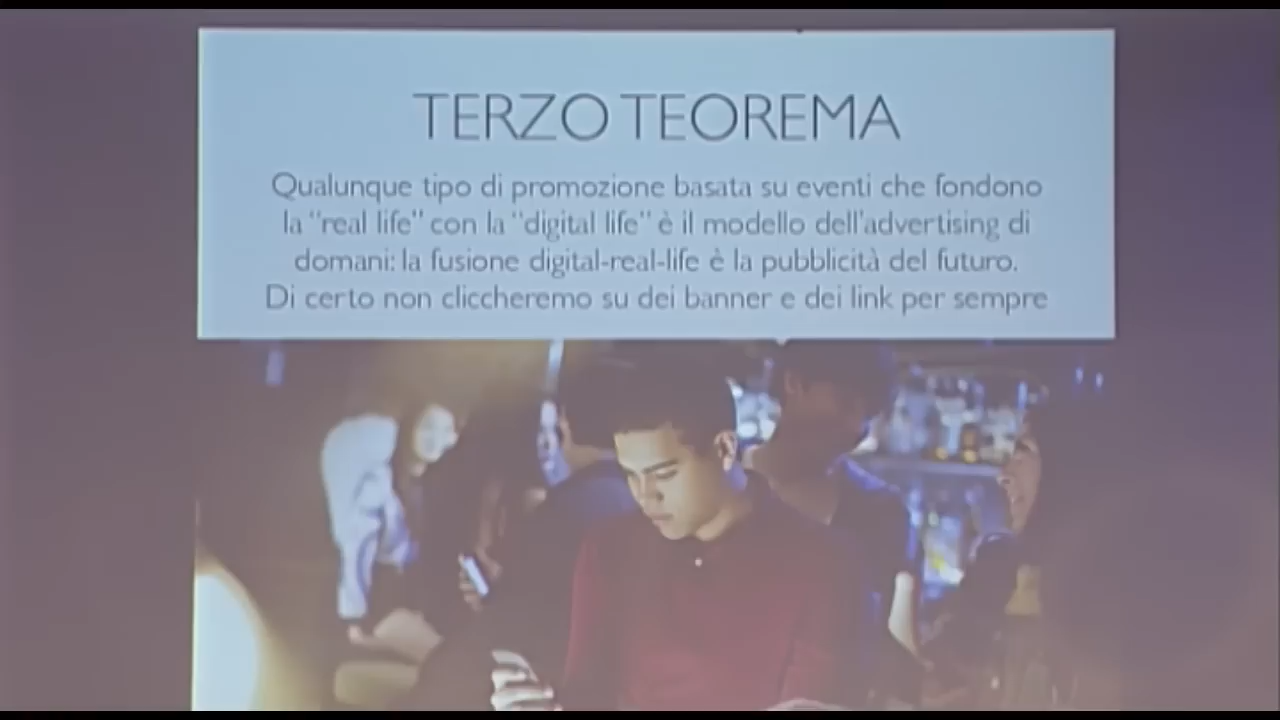 TERZO TEOREMA
Qualunque tipo di promozione basata su eventi che fondono
la "real life" con la "digital life" è il modello dell'advertising di
domani: la fusione digital-real-life è la pubblicità del futuro.
Di certo non cliccheremo su dei banner e dei link per sempre